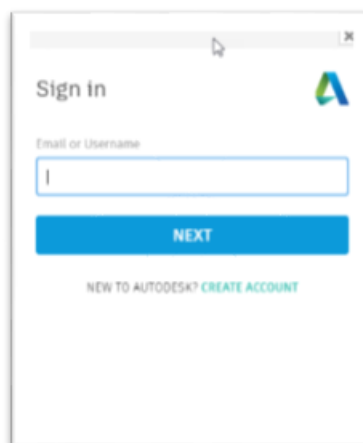 Sign in
Email or Username
NEXT
NEW TO AUTODESK? CREATE ACCOUNT